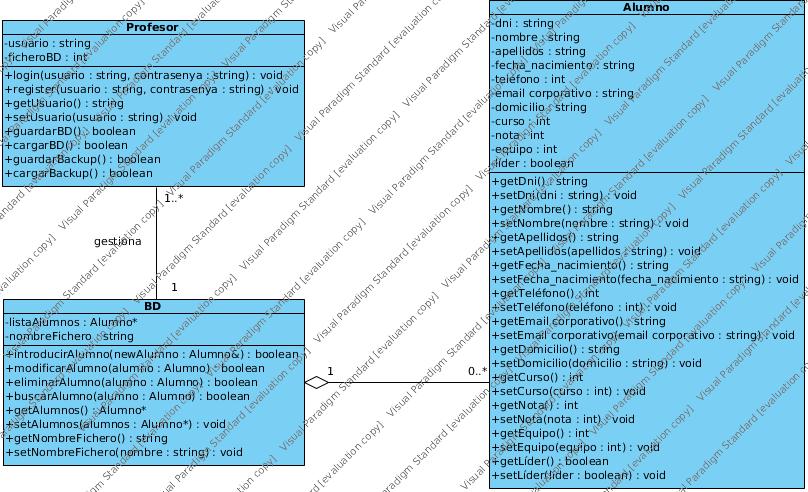 Profesor
-usuario : string
-ficheroBD : int
+login(usuario : string, contrasenya : string) : void
+register(usuario : string, contrasenya : string) : void
+getUsuario() : string
+setUsuario(usuario : string) : void
+guardarBD() : boolean
+cargarBD() : boolean
+guardarBackup() : boolean
+cargarBackup() : boolean
1..*
gestiona
1
BD
-listaAlumnos : Alumno*
-nombreFichero : string
+introducirAlumno(newAlumno : Alumno&) : boolean
+modificarAlumno(alumno : Alumno) : boolean
+eliminarAlumno(alumno : Alumno) : boolean
+buscarAlumno(alumno : Alumno) : boolean
+getAlumnos() : Alumno*
+setAlumnos(alumnos : Alumno*) : void
+getNombreFichero() : string
+setNombreFichero(nombre : string) : void
1
0..*
Alumno
-dni : string
-nombre : string
-apellidos : string
-fecha_nacimiento : string
-teléfono : int
-email corporativo : string
-domicilio : string
-curso : int
-nota : int
-equipo : int
-líder : boolean
+getDni() : string
+setDni(dni : string) : void
+getNombre() : string
+setNombre(nombre : string) : void
+getApellidos() : string
+setApellidos(apellidos : string) : void
+getFecha_nacimiento() : string
+setFecha_nacimiento(fecha_nacimiento : string) : void
+getTeléfono() : int
+setTeléfono(teléfono : int) : void
+getEmail corporativo() : string
+setEmail corporativo(email corporativo : string) : void
+getDomicilio() : string
+setDomicilio(domicilio : string) : void
+getCurso() : int
+setCurso(curso : int) : void
+getNota() : int
+setNota(nota : int) : void
+getEquipo() : int
+setEquipo(equipo : int) : void
+getLíder() : boolean
+setLíder(líder : boolean) : void
Visual Paradigm Standard [evaluation copy]